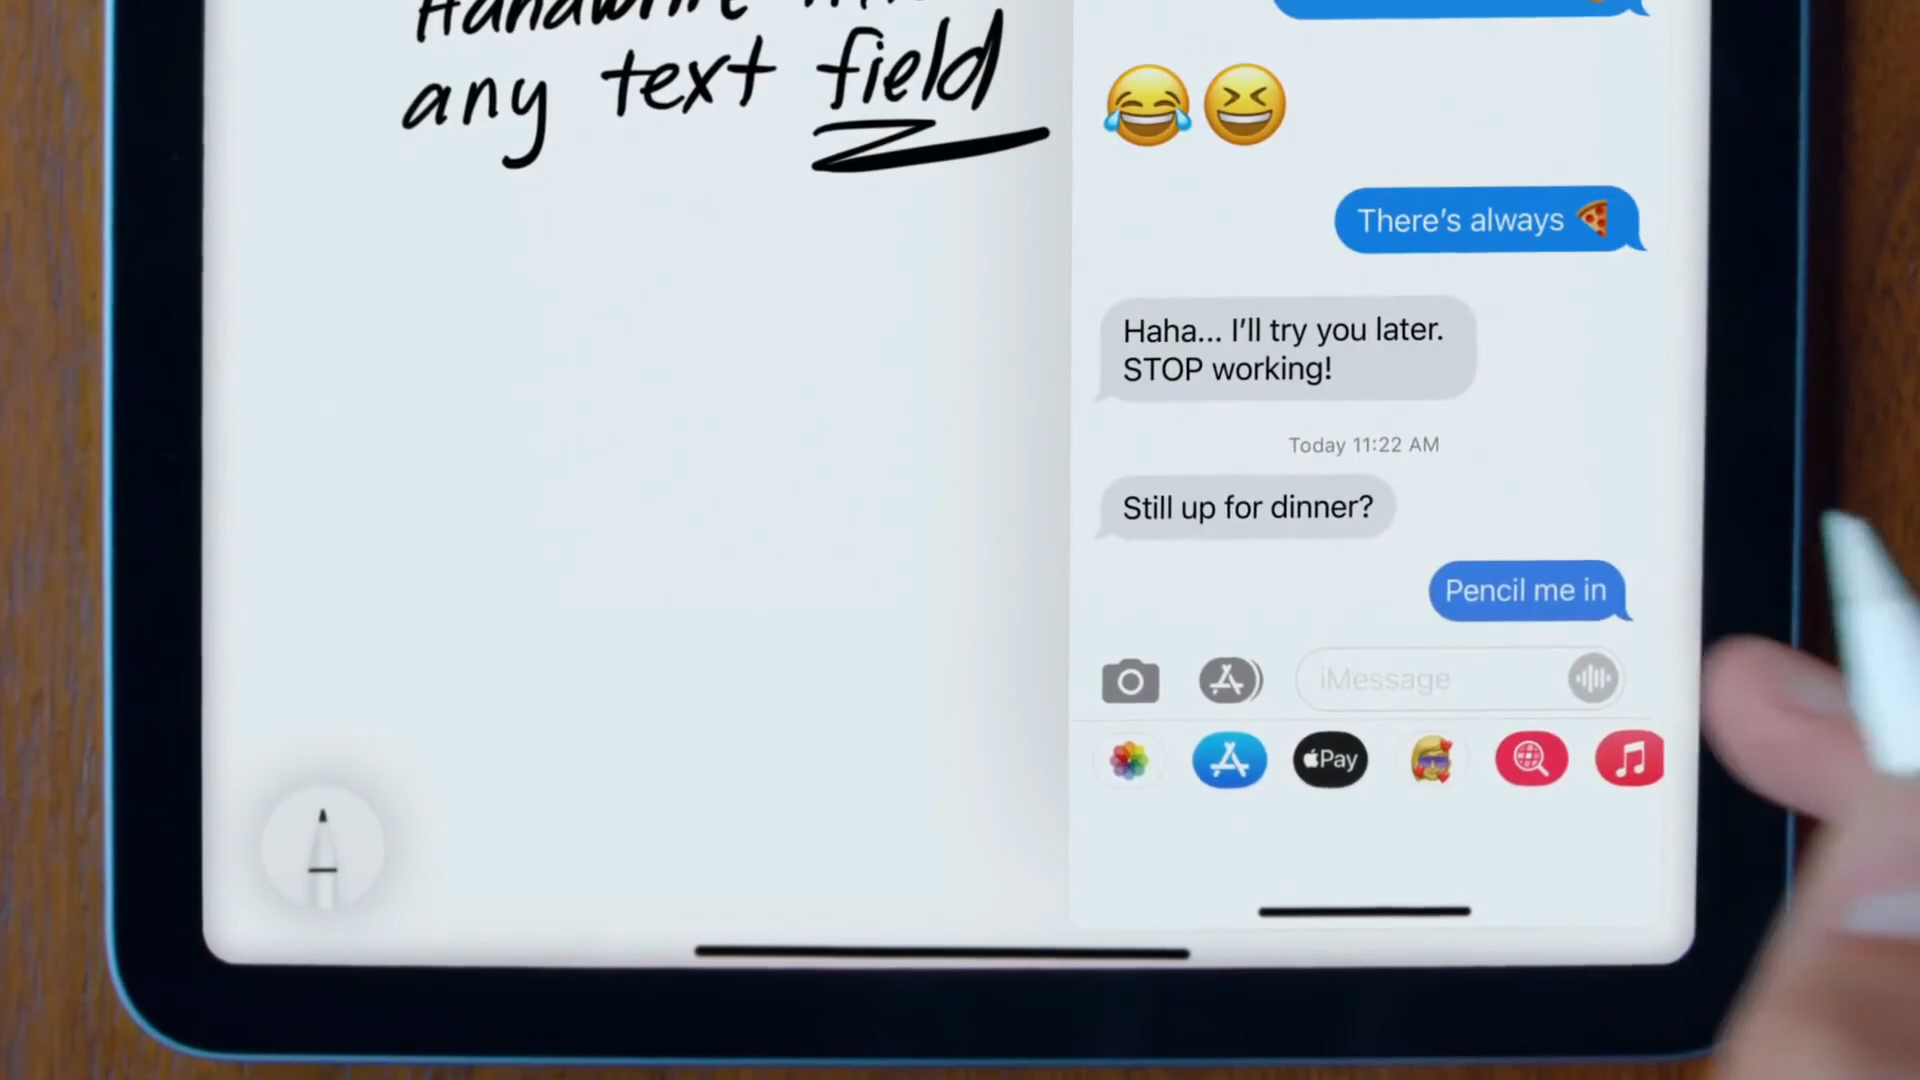 any text field
There's always
Haha... I'll try you later.
STOP working!
Today 11:22 AM
Still up for dinner?
Pencil me in
iMessage
Pay